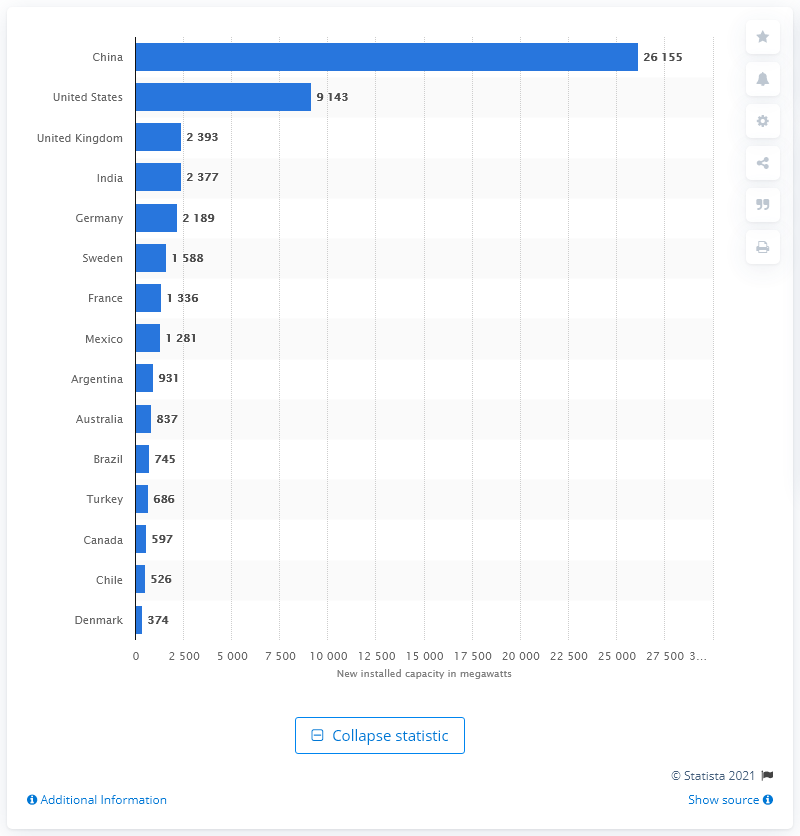 China 26 155
United States 9 143
United Kingdom 2 393
India 2 377
Germany 2 189
Sweden 1 588
France 1 336
Mexico 1 281
Argentina 931
Australia 837
Brazil 745
Turkey 686
Canada 597
Chile 526
Denmark 374
0 2 500 5 000 7 500 10 000 12 500 15 000 17 500 20 000 22 500 25 000 27 500 3...
New installed capacity in megawatts
Collapse statistic
© Statista 2021
Additional Information Show source